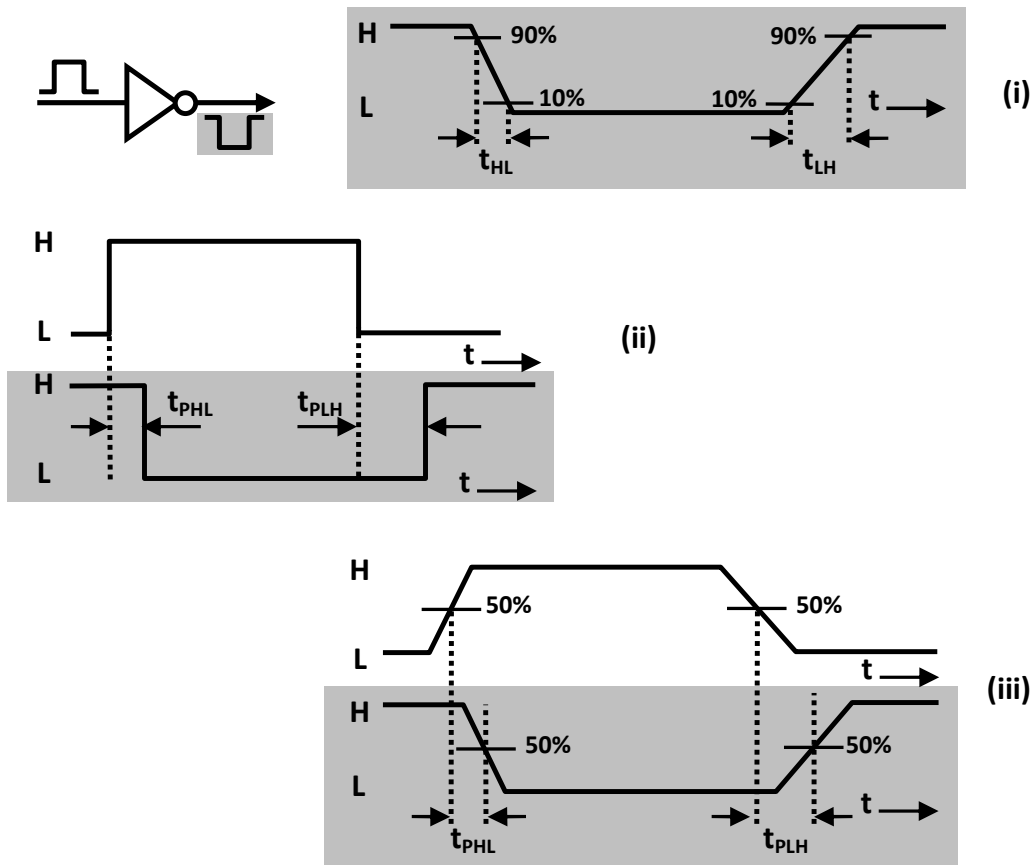 H 90% 90%
L 10% 10% t (i)
tHL tLH
H
L (ii)
t
H
tPHL tPLH
L t
H
50% 50%
L t
(iii)
H
50% 50%
L t
tPHL tPLH